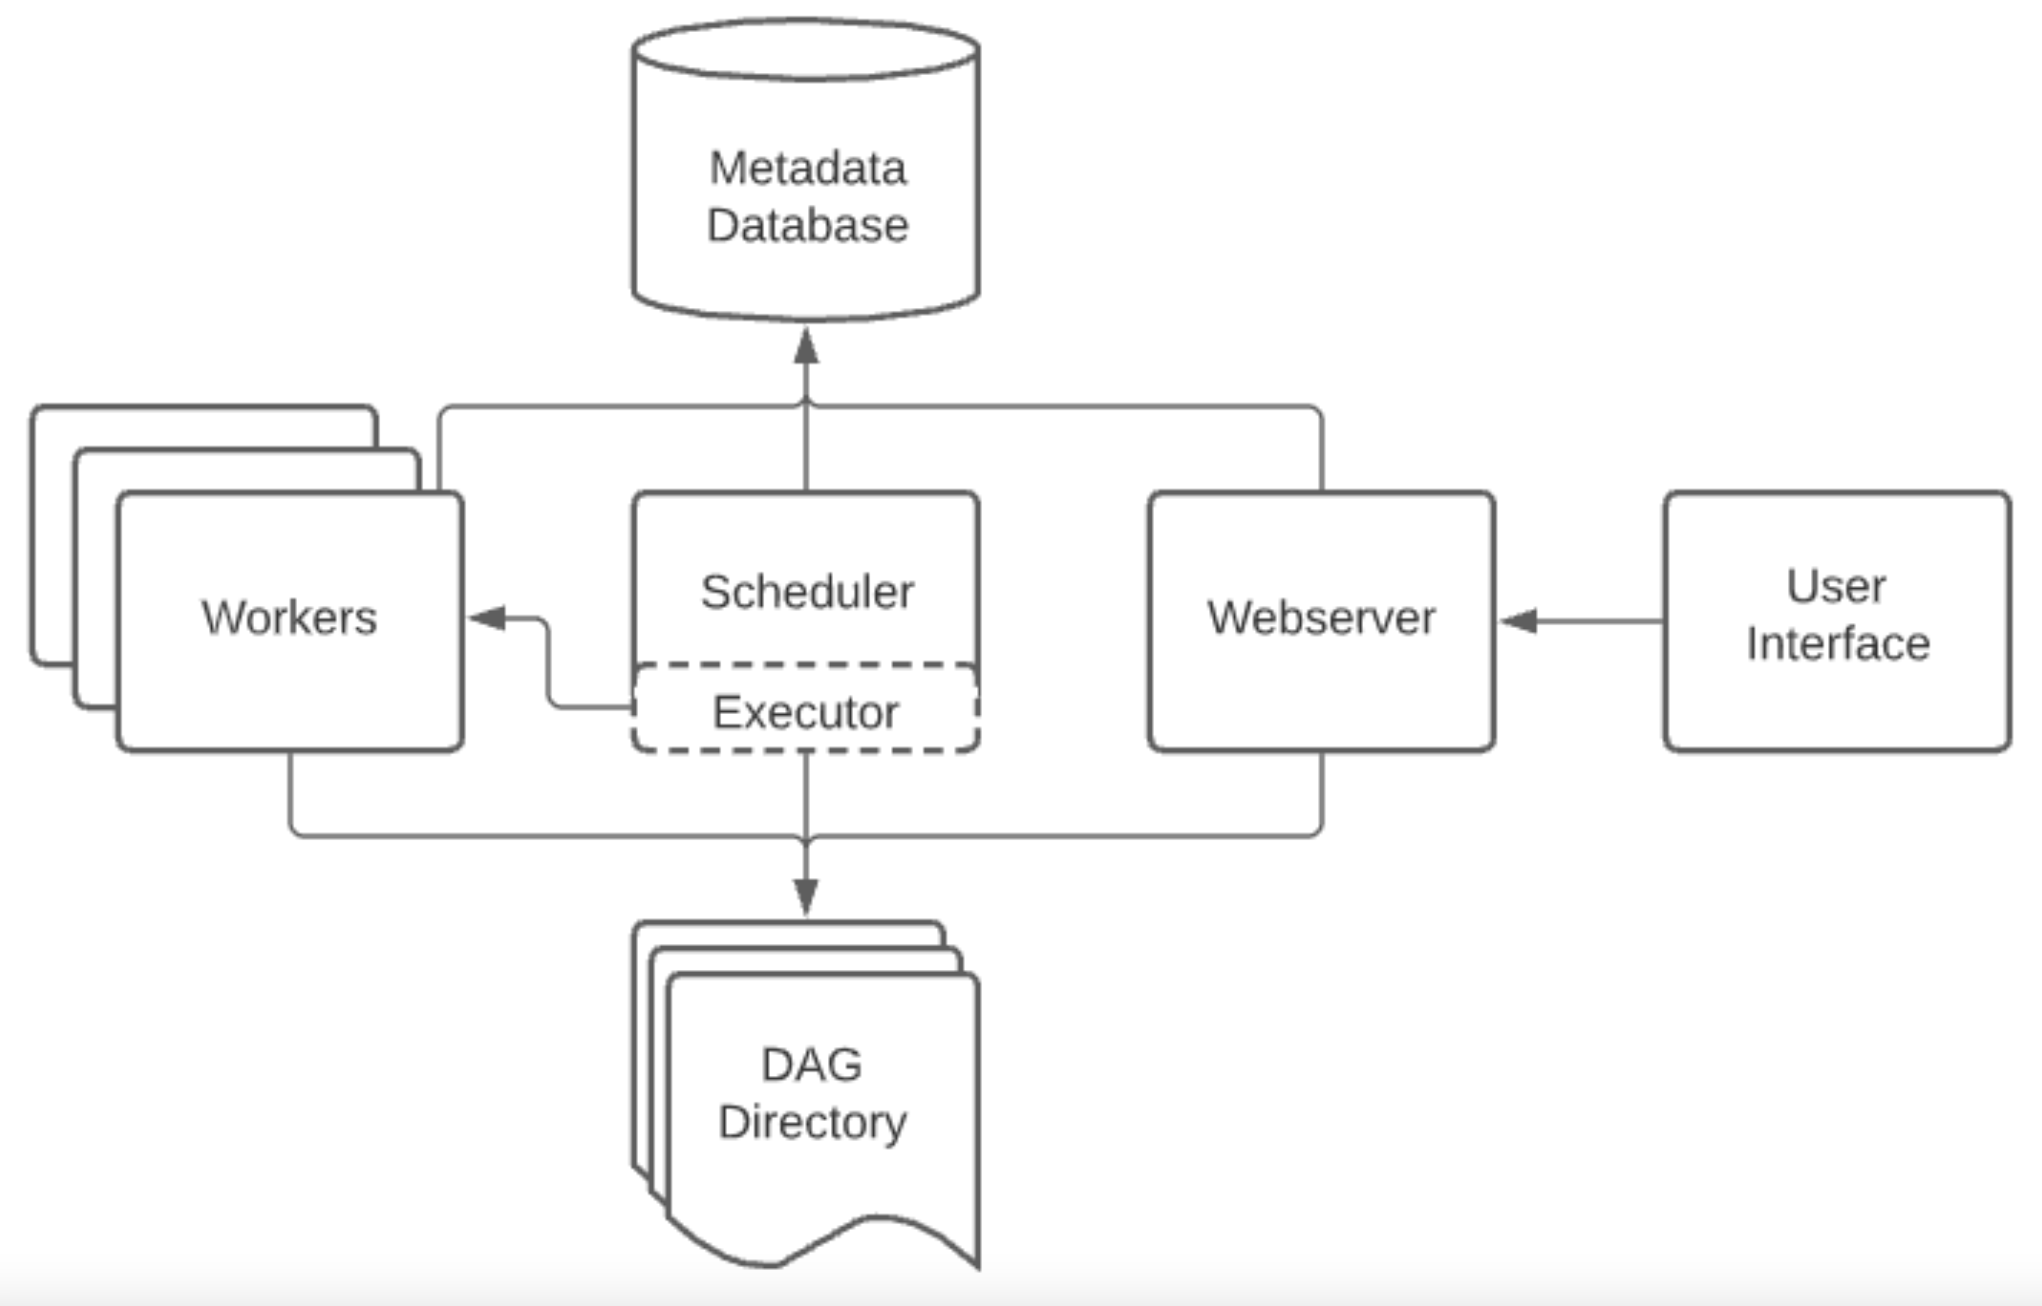 Metadata
Database
Workers
Scheduler
Executor
Webserver
User
Interface
DAG
Directory